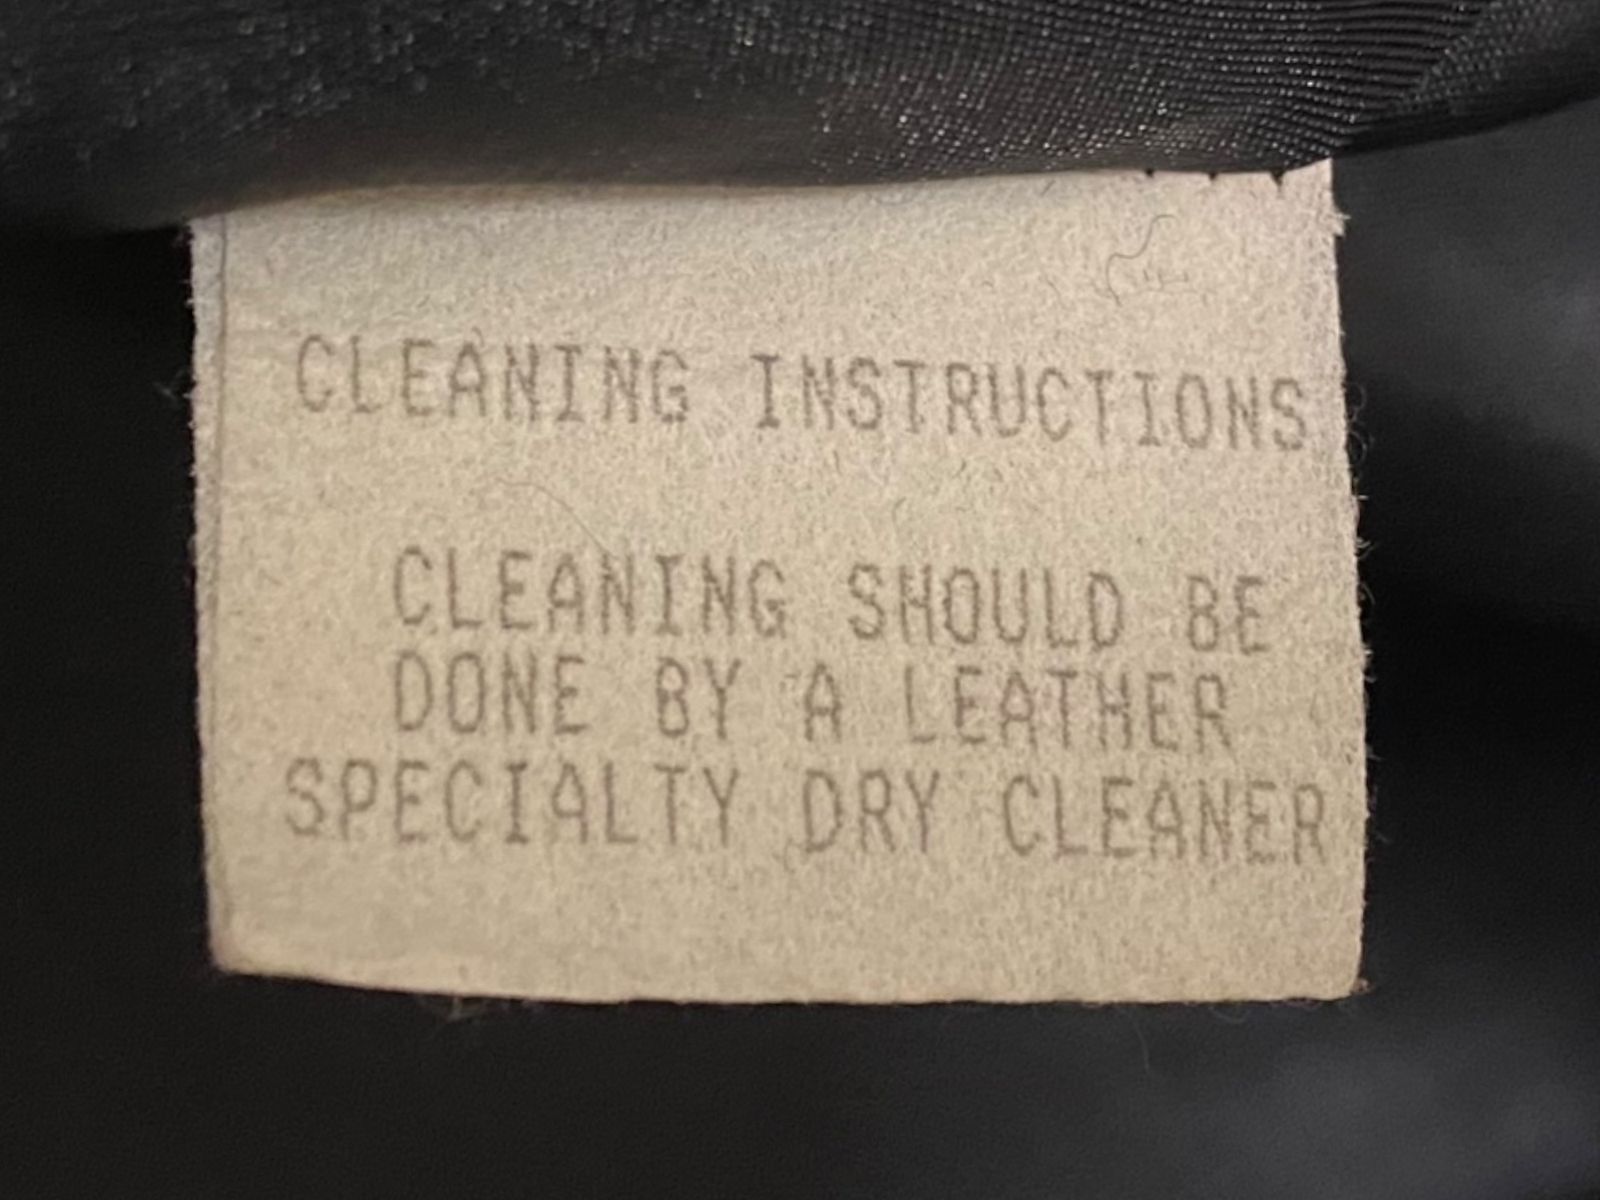 CLEANING INSTRUCTIONS
CLEANING SHOULD BE
DONE BY A LEATHER
SPECIALTY DRY CLEANER